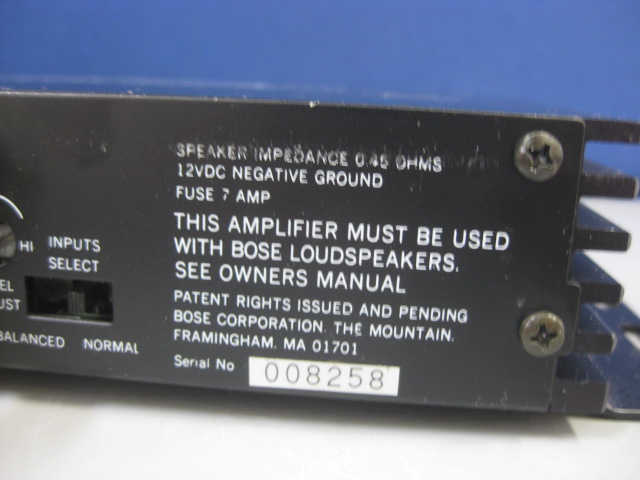 SPEAKER IMPEDANCE 0.45 OHMS
12VDC NEGATIVE GROUND
FUSE 7 AMP
THIS AMPLIFIER MUST BE USED
WITH BOSE LOUDSPEAKERS.
SEE OWNERS MANUAL
PATENT RIGHTS ISSUED AND PENDING
BOSE CORPORATION, THE MOUNTAIN,
FRAMINGHAM, MA 01701
Serial No 008258
HI INPUTS
SELECT
EL
UST
BALANCED NORMAL